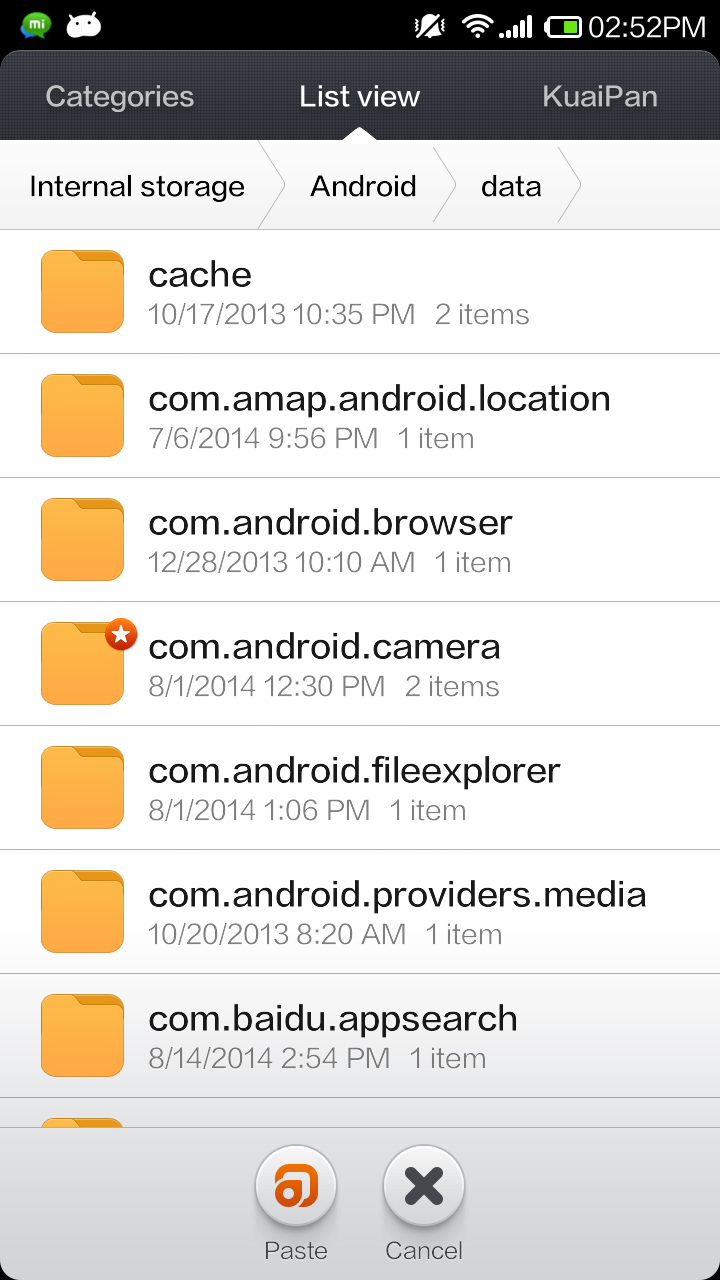 mi 02:52PM
Categories List view KuaiPan
Internal storage Android data
cache
10/17/2013 10:35 PM 2 items
com.amap.android.location
7/6/2014 9:56 PM 1 item
com.android.browser
12/28/2013 10:10 AM 1 item
com.android.camera
8/1/2014 12:30 PM 2 items
com.android.fileexplorer
8/1/2014 1:06 PM 1 item
com.android.providers.media
10/20/2013 8:20 AM 1 item
com.baidu.appsearch
8/14/2014 2:54 PM 1 item
Paste Cancel